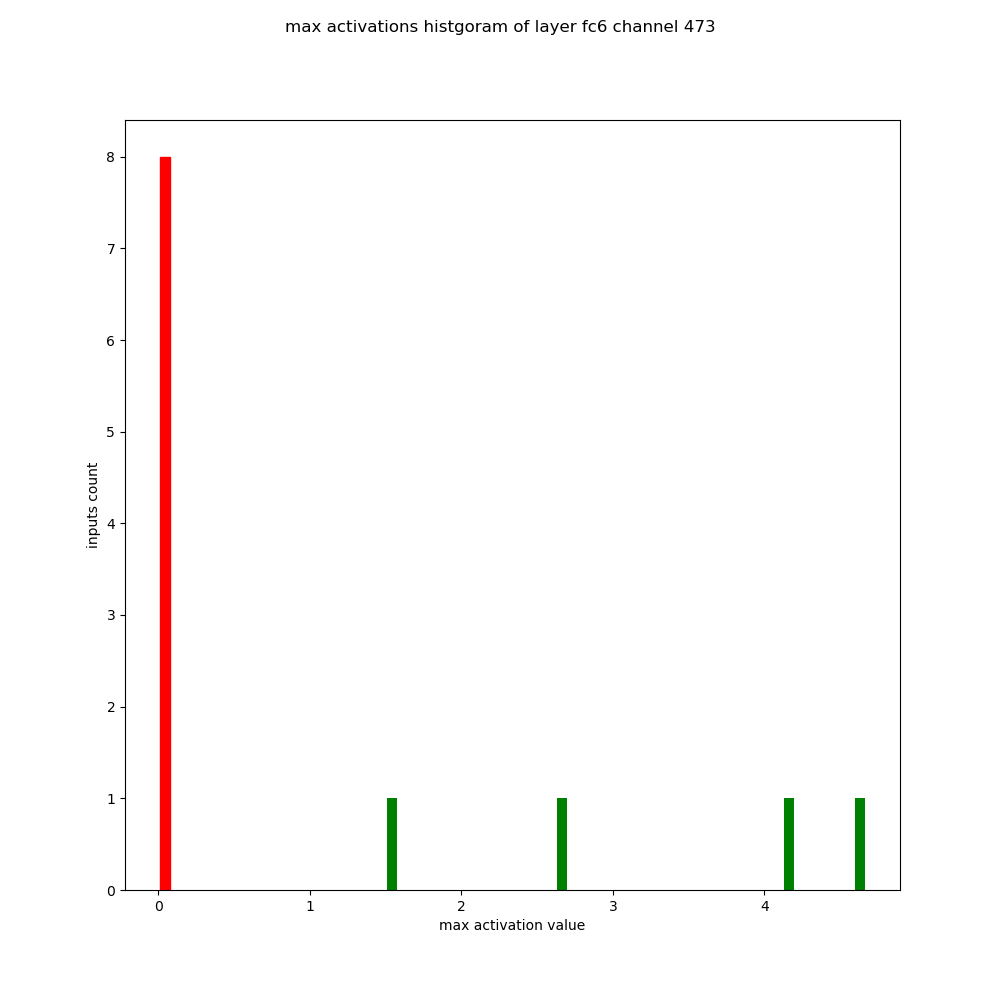 max activations histgoram of layer fc6 channel 473
8
7
6
5
4
3
2
1
0
inputs count
0 1 2 3 4
max activation value